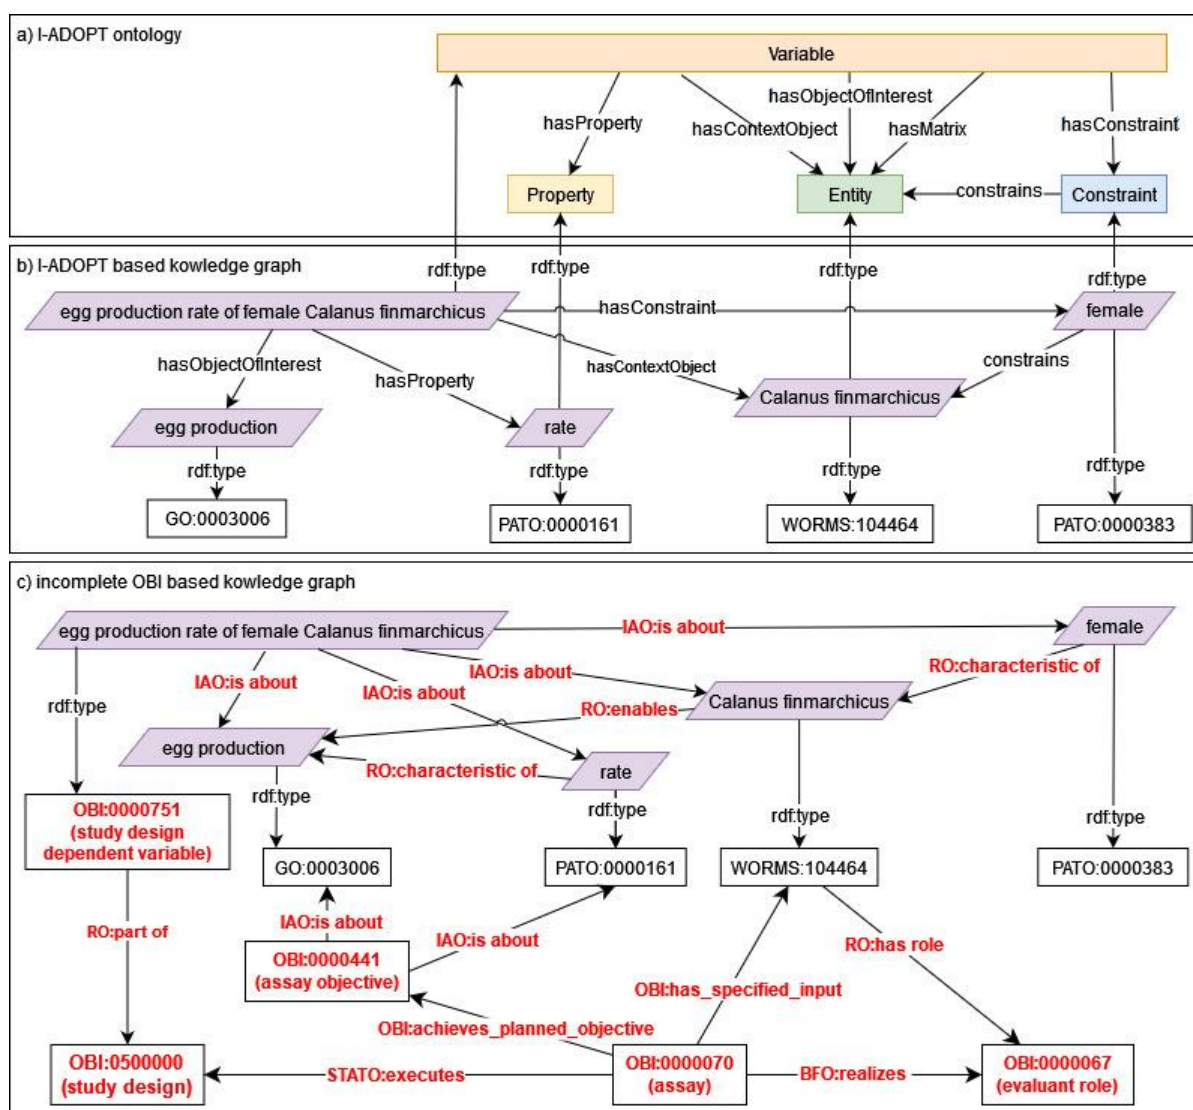 a) I-ADOPT ontology
Variable
hasObjectOfInterest
hasProperty
hasContextObject
hasMatrix
hasConstraint
Property
Entity
constrains
Constraint
b) I-ADOPT based kowledge graph
rdf:type
rdf:type
rdf:type
rdf:type
egg production rate of female Calanus finmarchicus
hasConstraint
female
hasObjectOfInterest
hasProperty
hasContextObject
constrains
Calanus finmarchicus
egg production
rate
rdf:type
rdf:type
rdf:type
rdf:type
GO:0003006
PATO:0000161
WORMS:104464
PATO:0000383
c) incomplete OBI based kowledge graph
egg production rate of female Calanus finmarchicus
IAO:is about
female
IAO:is about
IAO:is about
IAO:is about
RO:characteristic of
rdf:type
RO:enables
Calanus finmarchicus
egg production
RO:characteristic of
rate
rdf:type
rdf:type
rdf:type
rdf:type
OBI:0000751
(study design
dependent variable)
GO:0003006
PATO:0000161
WORMS:104464
PATO:0000383
IAO:is about
RO:part of
IAO:is about
RO:has role
OBI:0000441
(assay objective)
OBI:has_specified_input
OBI:achieves_planned_objective
OBI:0500000
(study design)
STATO:executes
OBI:0000070
(assay)
BFO:realizes
OBI:0000067
(evaluant role)